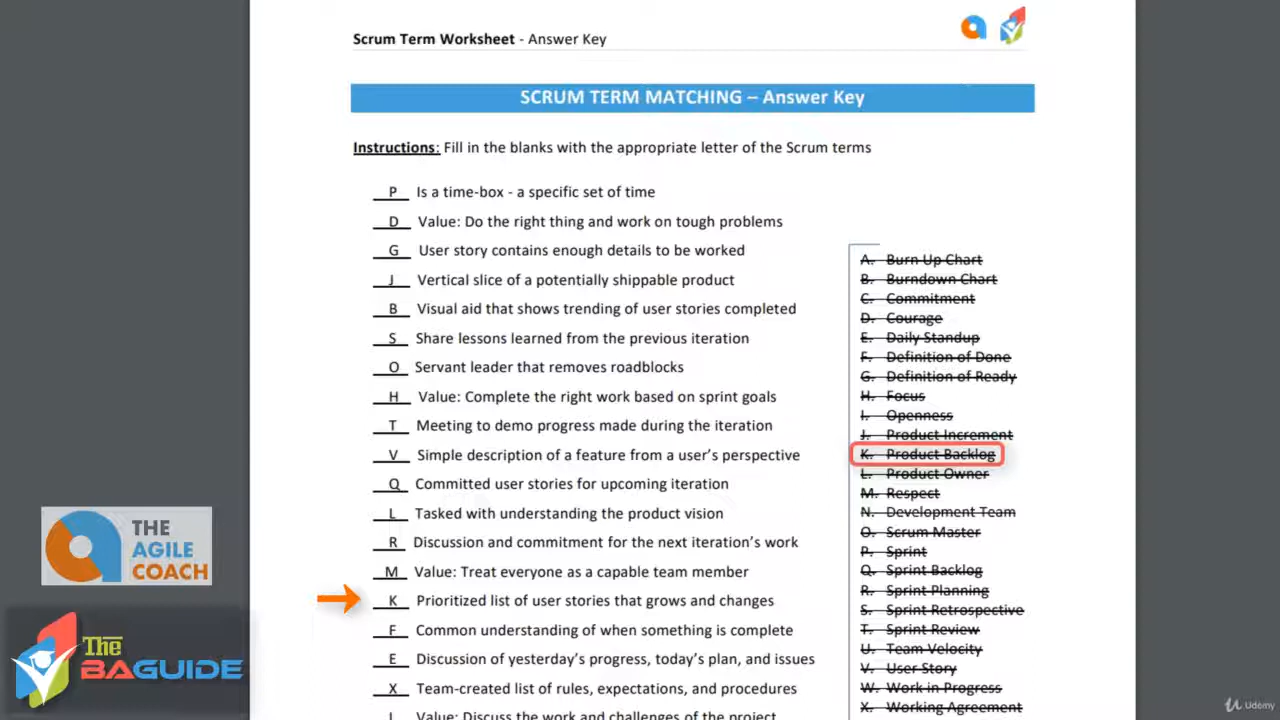 Scrum Term Worksheet - Answer Key
SCRUM TERM MATCHING – Answer Key
Instructions: Fill in the blanks with the appropriate letter of the Scrum terms
P Is a time-box - a specific set of time
D Value: Do the right thing and work on tough problems
G User story contains enough details to be worked
J Vertical slice of a potentially shippable product
B Visual aid that shows trending of user stories completed
S Share lessons learned from the previous iteration
O Servant leader that removes roadblocks
H Value: Complete the right work based on sprint goals
T Meeting to demo progress made during the iteration
V Simple description of a feature from a user’s perspective
Q Committed user stories for upcoming iteration
L Tasked with understanding the product vision
R Discussion and commitment for the next iteration’s work
M Value: Treat everyone as a capable team member
K Prioritized list of user stories that grows and changes
F Common understanding of when something is complete
E Discussion of yesterday’s progress, today’s plan, and issues
X Team-created list of rules, expectations, and procedures
I Value: Discuss the work and challenges of the project
A. Burn Up Chart
B. Burndown Chart
C. Commitment
D. Courage
E. Daily Standup
F. Definition of Done
G. Definition of Ready
H. Focus
I. Openness
J. Product Increment
K. Product Backlog
L. Product Owner
M. Respect
N. Development Team
O. Scrum Master
P. Sprint
Q. Sprint Backlog
R. Sprint Planning
S. Sprint Retrospective
T. Sprint Review
U. Team Velocity
V. User Story
W. Work in Progress
X. Working Agreement
THE
AGILE
COACH
The
BAGUIDE
Udemy